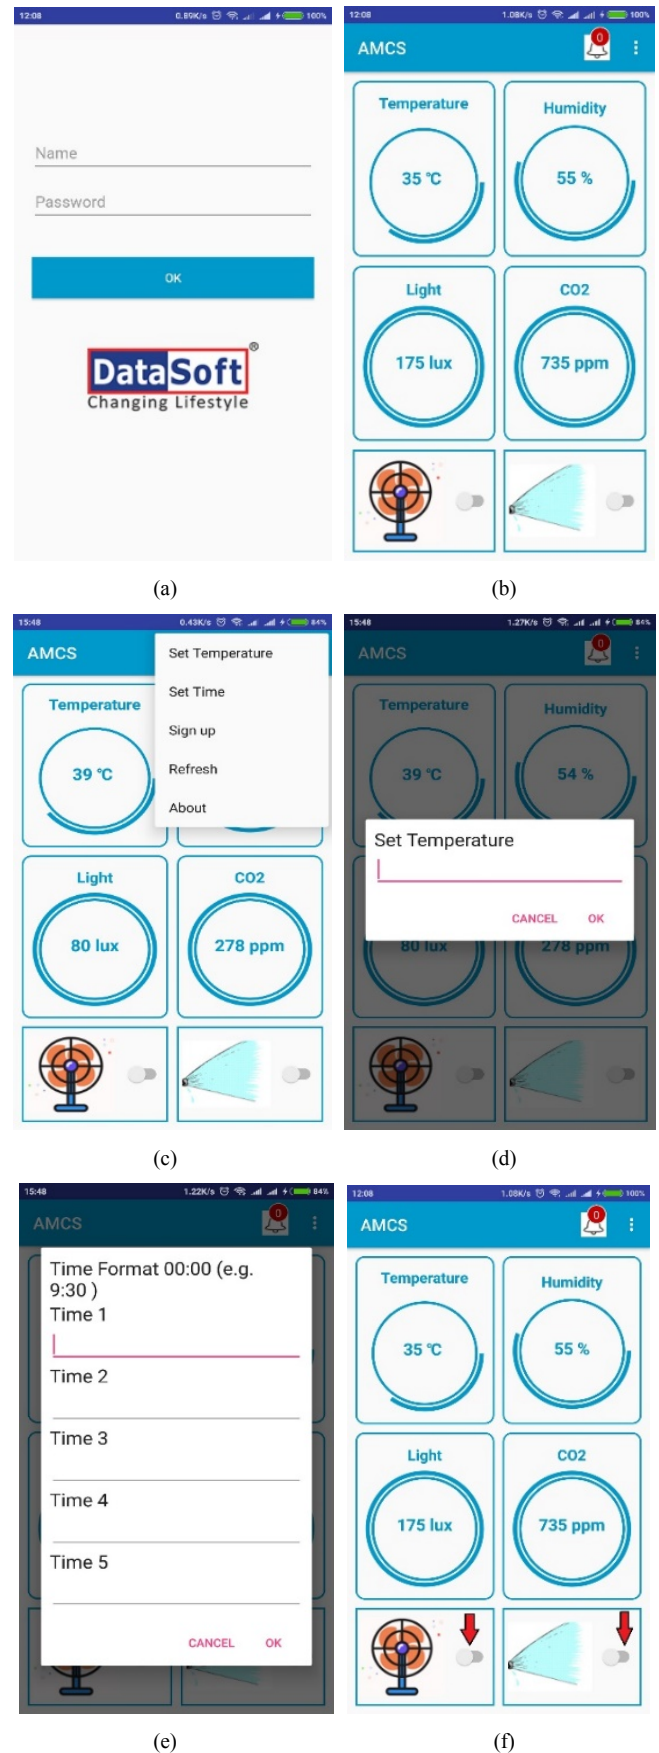 12:08 0.89K/s 100%
Name
Password
OK
DataSoft®
Changing Lifestyle
(a)
12:08 1.08K/s 100%
AMCS 0
Temperature Humidity
35 °C 55 %
Light CO2
175 lux 735 ppm
(b)
15:48 0.43K/s 84%
AMCS
Set Temperature
Set Time
Sign up
Refresh
About
Temperature
39 °C
Light CO2
80 lux 278 ppm
(c)
15:48 1.27K/s 84%
AMCS 0
Temperature Humidity
39 °C 54 %
Set Temperature
CANCEL OK
80 lux 278 ppm
(d)
15:48 1.22K/s 84%
AMCS 0
Time Format 00:00 (e.g.
9:30 )
Time 1
Time 2
Time 3
Time 4
Time 5
CANCEL OK
(e)
12:08 1.08K/s 100%
AMCS 0
Temperature Humidity
35 °C 55 %
Light CO2
175 lux 735 ppm
(f)